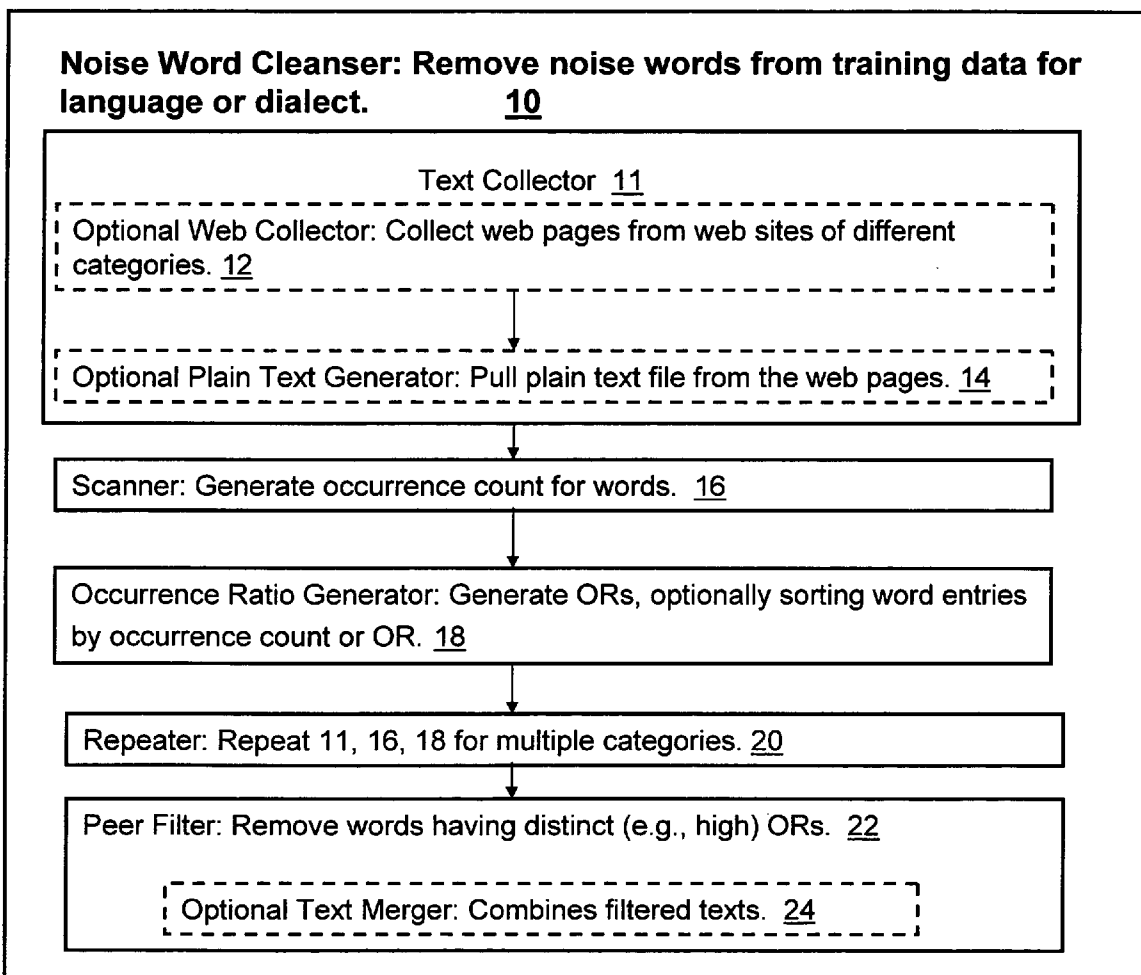 Noise Word Cleanser: Remove noise words from training data for
language or dialect. 10
Text Collector 11
Optional Web Collector: Collect web pages from web sites of different
categories. 12
Optional Plain Text Generator: Pull plain text file from the web pages. 14
Scanner: Generate occurrence count for words. 16
Occurrence Ratio Generator: Generate ORs, optionally sorting word entries
by occurrence count or OR. 18
Repeater: Repeat 11, 16, 18 for multiple categories. 20
Peer Filter: Remove words having distinct (e.g., high) ORs. 22
Optional Text Merger: Combines filtered texts. 24